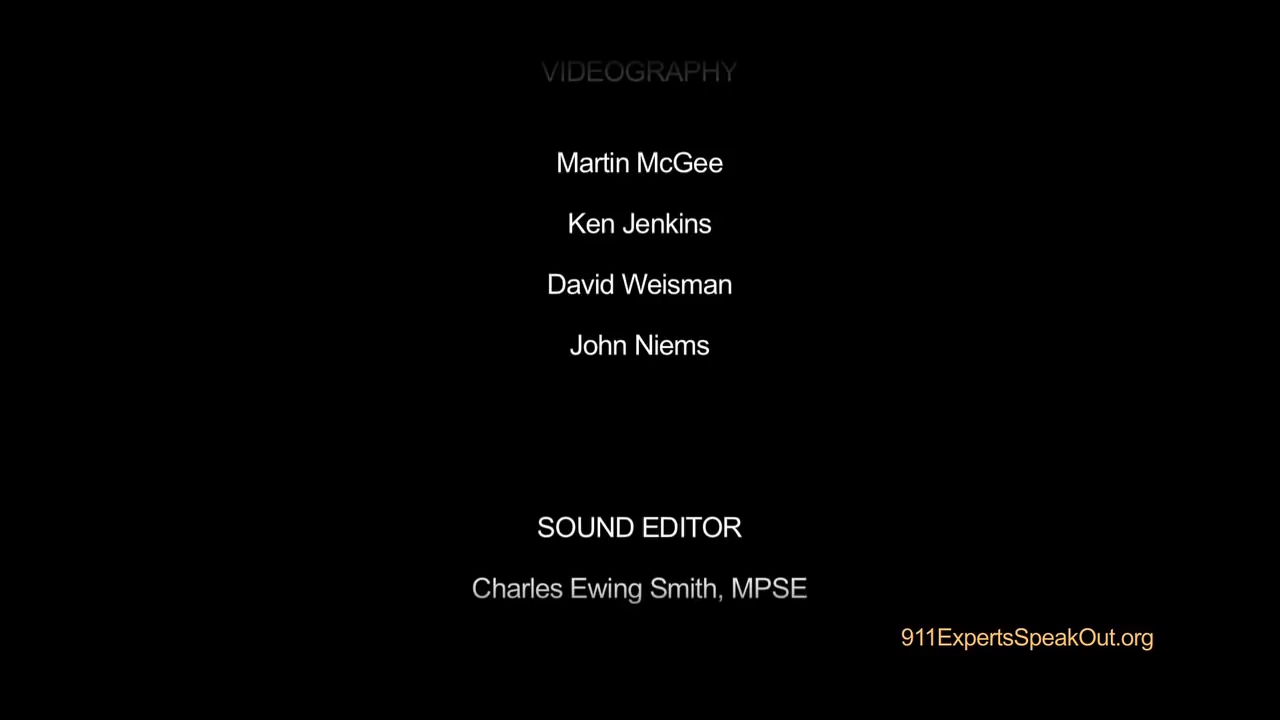 VIDEOGRAPHY
Martin McGee
Ken Jenkins
David Weisman
John Niems
SOUND EDITOR
Charles Ewing Smith, MPSE
911ExpertsSpeakOut.org